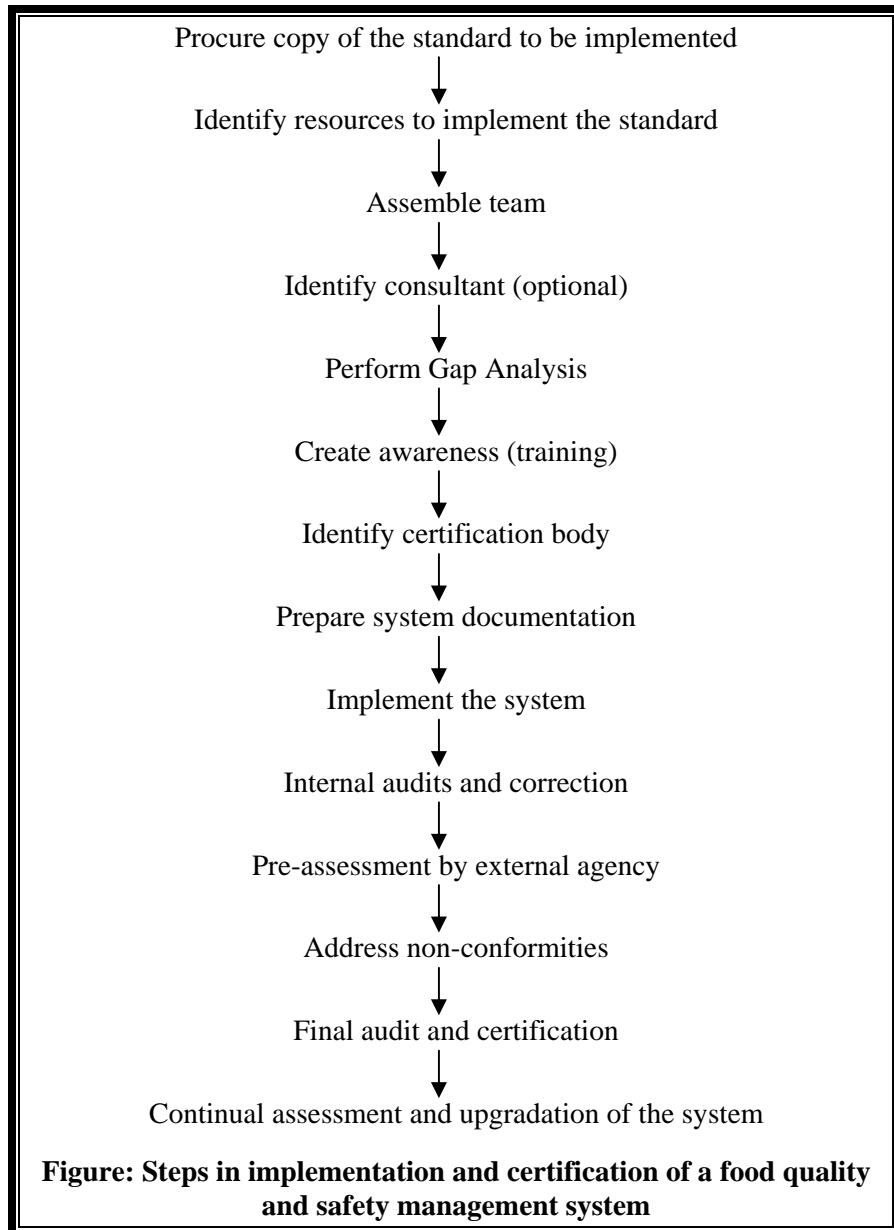 Procure copy of the standard to be implemented
Identify resources to implement the standard
Assemble team
Identify consultant (optional)
Perform Gap Analysis
Create awareness (training)
Identify certification body
Prepare system documentation
Implement the system
Internal audits and correction
Pre-assessment by external agency
Address non-conformities
Final audit and certification
Continual assessment and upgradation of the system
Figure: Steps in implementation and certification of a food quality
and safety management system